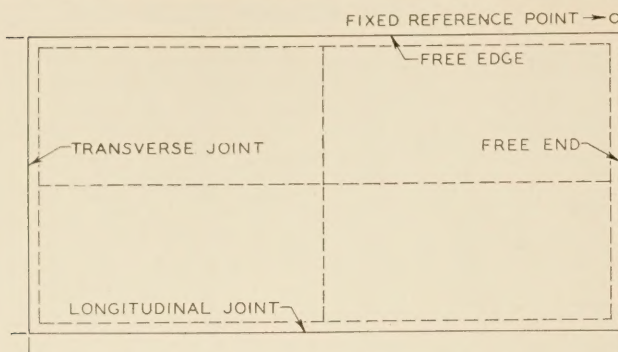 FIXED REFERENCE POINT
FREE EDGE
TRANSVERSE JOINT
FREE END
LONGITUDINAL JOINT